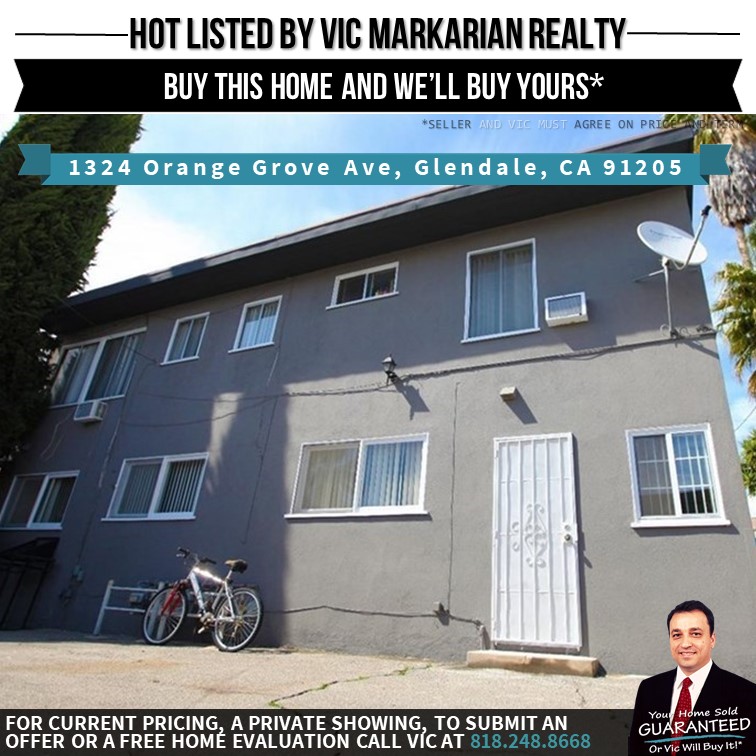 HOT LISTED BY VIC MARKARIAN REALTY
BUY THIS HOME AND WE'LL BUY YOURS*
*SELLER AND VIC MUST AGREE ON PRICE AND TERMS
1324 Orange Grove Ave, Glendale, CA 91205
Your Home Sold
GUARANTEED
Or Vic Will Buy It!
FOR CURRENT PRICING, A PRIVATE SHOWING, TO SUBMIT AN
OFFER OR A FREE HOME EVALUATION CALL VIC AT 818.248.8668